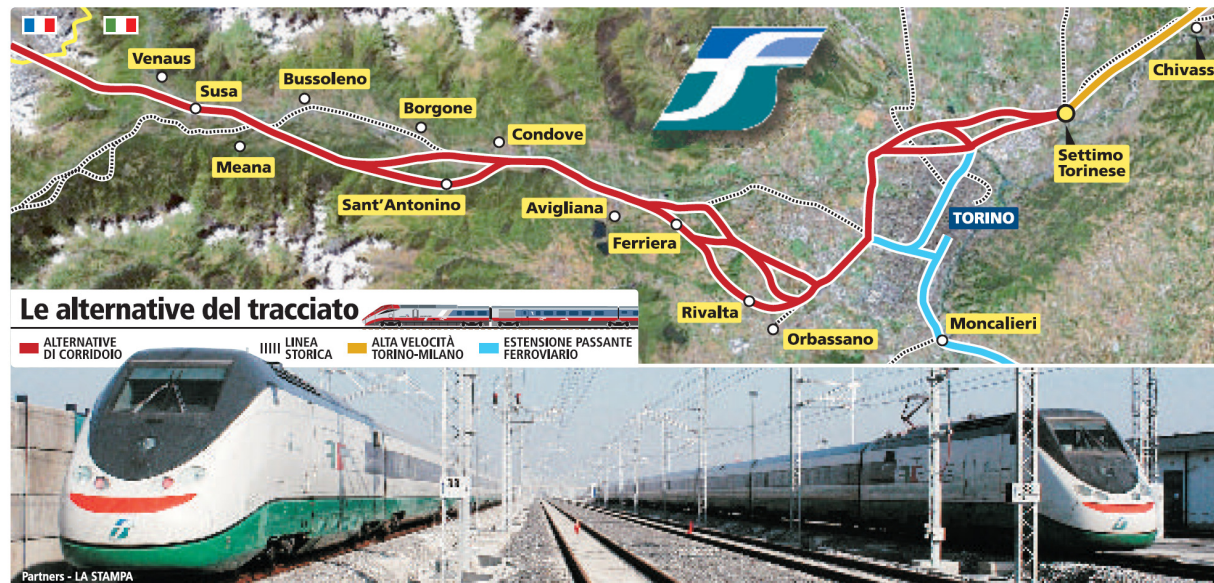 Venaus
Susa
Bussoleno
Borgone
Condove
Meana
Sant'Antonino
Avigliana
Ferriera
Rivalta
Orbassano
TORINO
Moncalieri
Settimo
Torinese
Chivass
Le alternative del tracciato
ALTERNATIVE
DI CORRIDOIO
LINEA
STORICA
ALTA VELOCITÀ
TORINO-MILANO
ESTENSIONE PASSANTE
FERROVIARIO
Partners - LA STAMPA